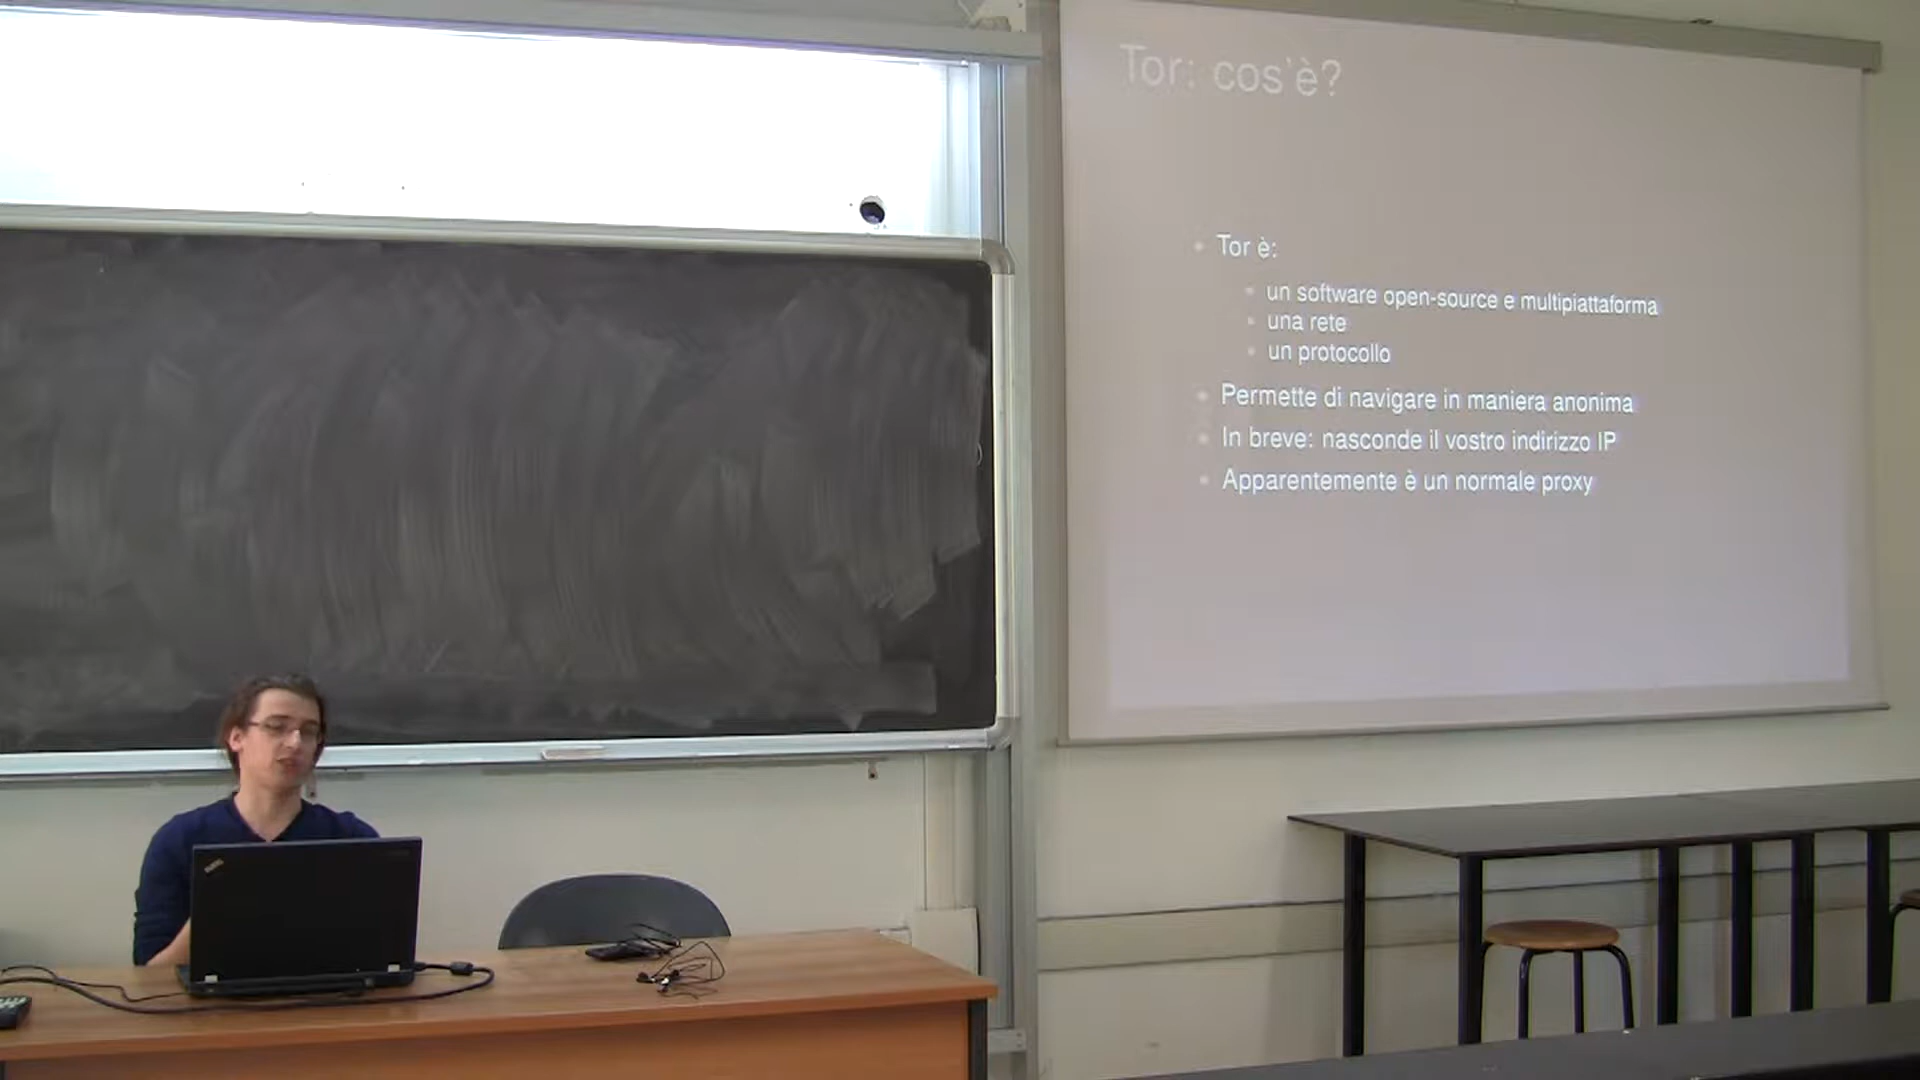 Tor: cos'è?
Tor è:
un software open-source e multipiattaforma
una rete
un protocollo
Permette di navigare in maniera anonima
In breve: nasconde il vostro indirizzo IP
Apparentemente è un normale proxy